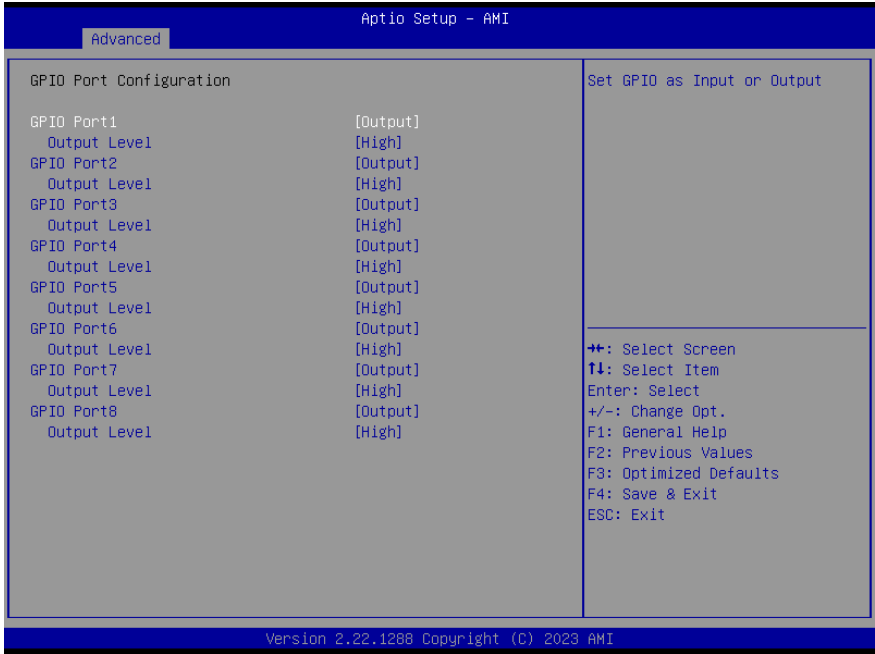 Aptio Setup – AMI
Advanced
GPIO Port Configuration
GPIO Port1 [Output]
Output Level [High]
GPIO Port2 [Output]
Output Level [High]
GPIO Port3 [Output]
Output Level [High]
GPIO Port4 [Output]
Output Level [High]
GPIO Port5 [Output]
Output Level [High]
GPIO Port6 [Output]
Output Level [High]
GPIO Port7 [Output]
Output Level [High]
GPIO Port8 [Output]
Output Level [High]
Set GPIO as Input or Output
→←: Select Screen
↑↓: Select Item
Enter: Select
+/-: Change Opt.
F1: General Help
F2: Previous Values
F3: Optimized Defaults
F4: Save & Exit
ESC: Exit
Version 2.22.1288 Copyright (C) 2023 AMI